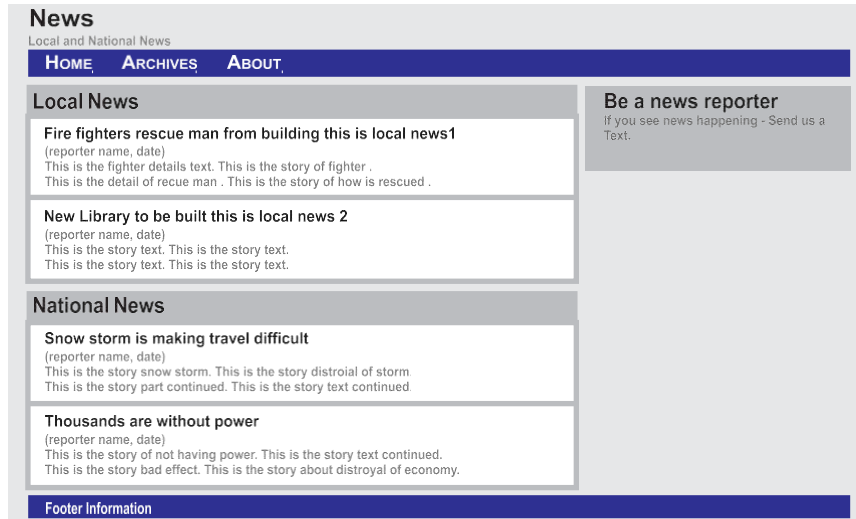 News
Local and National News
HOME ARCHIVES ABOUT
Local News
Fire fighters rescue man from building this is local news1
(reporter name, date)
This is the fighter details text. This is the story of fighter .
This is the detail of recue man . This is the story of how is rescued .
New Library to be built this is local news 2
(reporter name, date)
This is the story text. This is the story text.
This is the story text. This is the story text.
National News
Snow storm is making travel difficult
(reporter name, date)
This is the story snow storm. This is the story distroial of storm.
This is the story part continued. This is the story text continued.
Thousands are without power
(reporter name, date)
This is the story of not having power. This is the story text continued.
This is the story bad effect. This is the story about distroyal of economy.
Be a news reporter
If you see news happening - Send us a
Text.
Footer Information